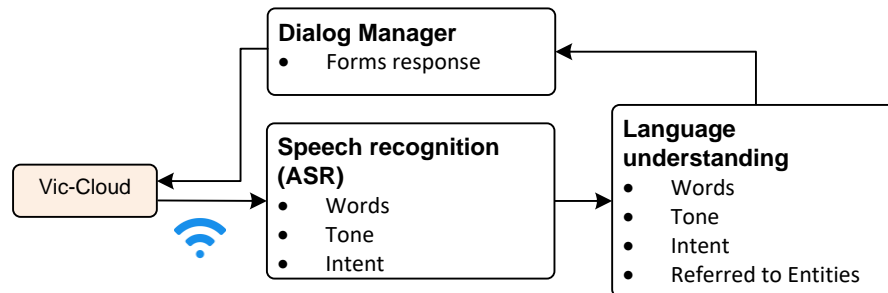 Dialog Manager
• Forms response
Vic-Cloud
Speech recognition
(ASR)
• Words
• Tone
• Intent
Language
understanding
• Words
• Tone
• Intent
• Referred to Entities